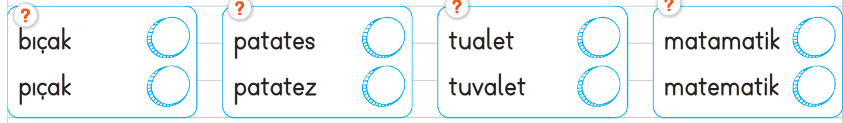 ?
bıçak
pıçak
?
patates
patatez
?
tualet
tuvalet
?
matamatik
matematik